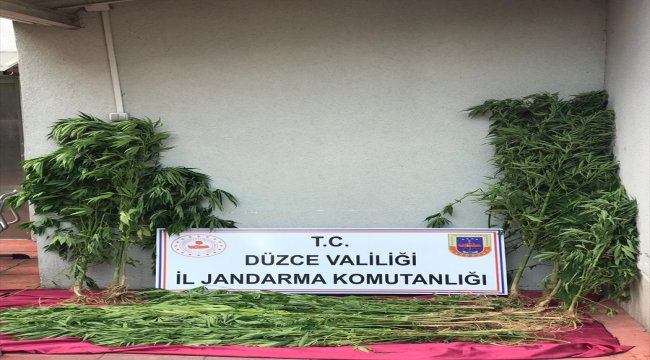 T.C.
DÜZCE VALİLİĞİ
İL JANDARMA KOMUTANLIĞI